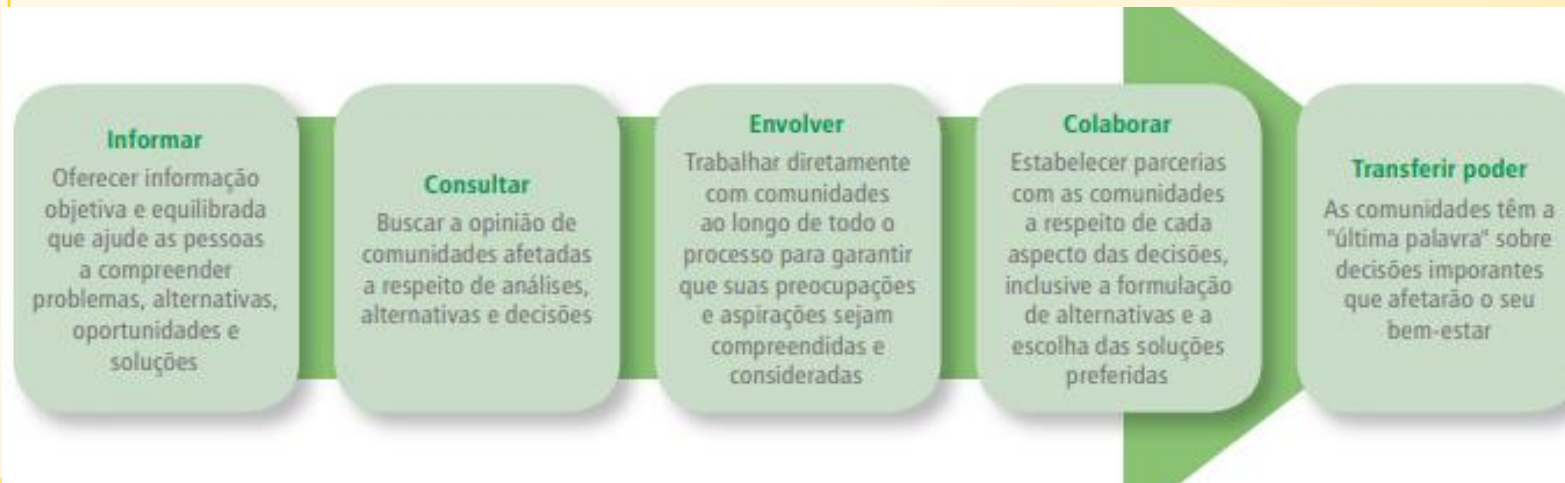 Informar
Oferecer informação
objetiva e equilibrada
que ajude as pessoas
a compreender
problemas, alternativas,
oportunidades e
soluções
Consultar
Buscar a opinião de
comunidades afetadas
a respeito de análises,
alternativas e decisões
Envolver
Trabalhar diretamente
com comunidades
ao longo de todo o
processo para garantir
que suas preocupações
e aspirações sejam
compreendidas e
consideradas
Colaborar
Estabelecer parcerias
com as comunidades
a respeito de cada
aspecto das decisões,
inclusive a formulação
de alternativas e a
escolha das soluções
preferidas
Transferir poder
As comunidades têm a
"última palavra" sobre
decisões imporantes
que afetarão o seu
bem-estar